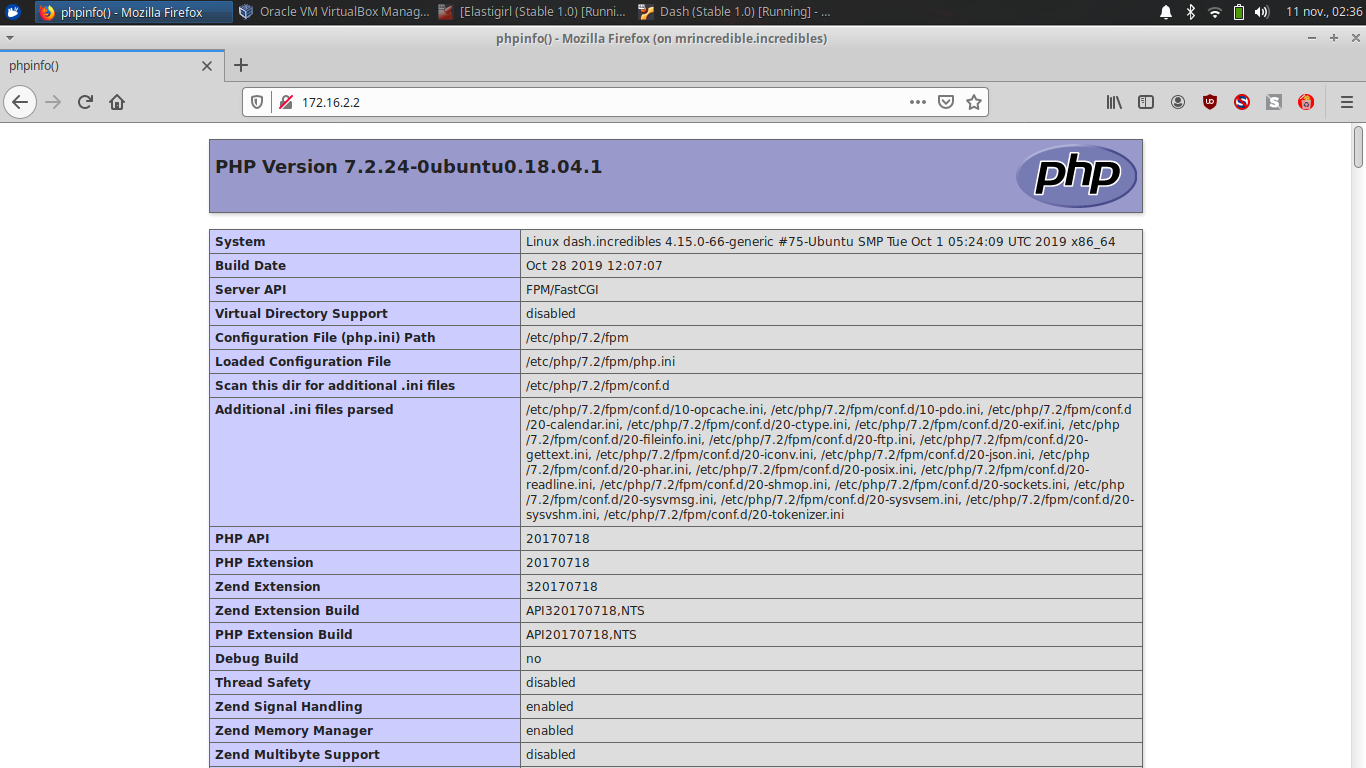 phpinfo() - Mozilla Firefox
Oracle VM VirtualBox Manag...
[Elastigirl (Stable 1.0) [Runni...
Dash (Stable 1.0) [Running] - ...
11 nov., 02:36
phpinfo() - Mozilla Firefox (on mrincredible.incredibles)
phpinfo()
172.16.2.2
PHP Version 7.2.24-0ubuntu0.18.04.1
php
System Linux dash.incredibles 4.15.0-66-generic #75-Ubuntu SMP Tue Oct 1 05:24:09 UTC 2019 x86_64
Build Date Oct 28 2019 12:07:07
Server API FPM/FastCGI
Virtual Directory Support disabled
Configuration File (php.ini) Path /etc/php/7.2/fpm
Loaded Configuration File /etc/php/7.2/fpm/php.ini
Scan this dir for additional .ini files /etc/php/7.2/fpm/conf.d
Additional .ini files parsed /etc/php/7.2/fpm/conf.d/10-opcache.ini, /etc/php/7.2/fpm/conf.d/10-pdo.ini, /etc/php/7.2/fpm/conf.d
/20-calendar.ini, /etc/php/7.2/fpm/conf.d/20-ctype.ini, /etc/php/7.2/fpm/conf.d/20-exif.ini, /etc/php
/7.2/fpm/conf.d/20-fileinfo.ini, /etc/php/7.2/fpm/conf.d/20-ftp.ini, /etc/php/7.2/fpm/conf.d/20-
gettext.ini, /etc/php/7.2/fpm/conf.d/20-iconv.ini, /etc/php/7.2/fpm/conf.d/20-json.ini, /etc/php
/7.2/fpm/conf.d/20-phar.ini, /etc/php/7.2/fpm/conf.d/20-posix.ini, /etc/php/7.2/fpm/conf.d/20-
readline.ini, /etc/php/7.2/fpm/conf.d/20-shmop.ini, /etc/php/7.2/fpm/conf.d/20-sockets.ini, /etc/php
/7.2/fpm/conf.d/20-sysvmsg.ini, /etc/php/7.2/fpm/conf.d/20-sysvsem.ini, /etc/php/7.2/fpm/conf.d/20-
sysvshm.ini, /etc/php/7.2/fpm/conf.d/20-tokenizer.ini
PHP API 20170718
PHP Extension 20170718
Zend Extension 320170718
Zend Extension Build API320170718,NTS
PHP Extension Build API20170718,NTS
Debug Build no
Thread Safety disabled
Zend Signal Handling enabled
Zend Memory Manager enabled
Zend Multibyte Support disabled